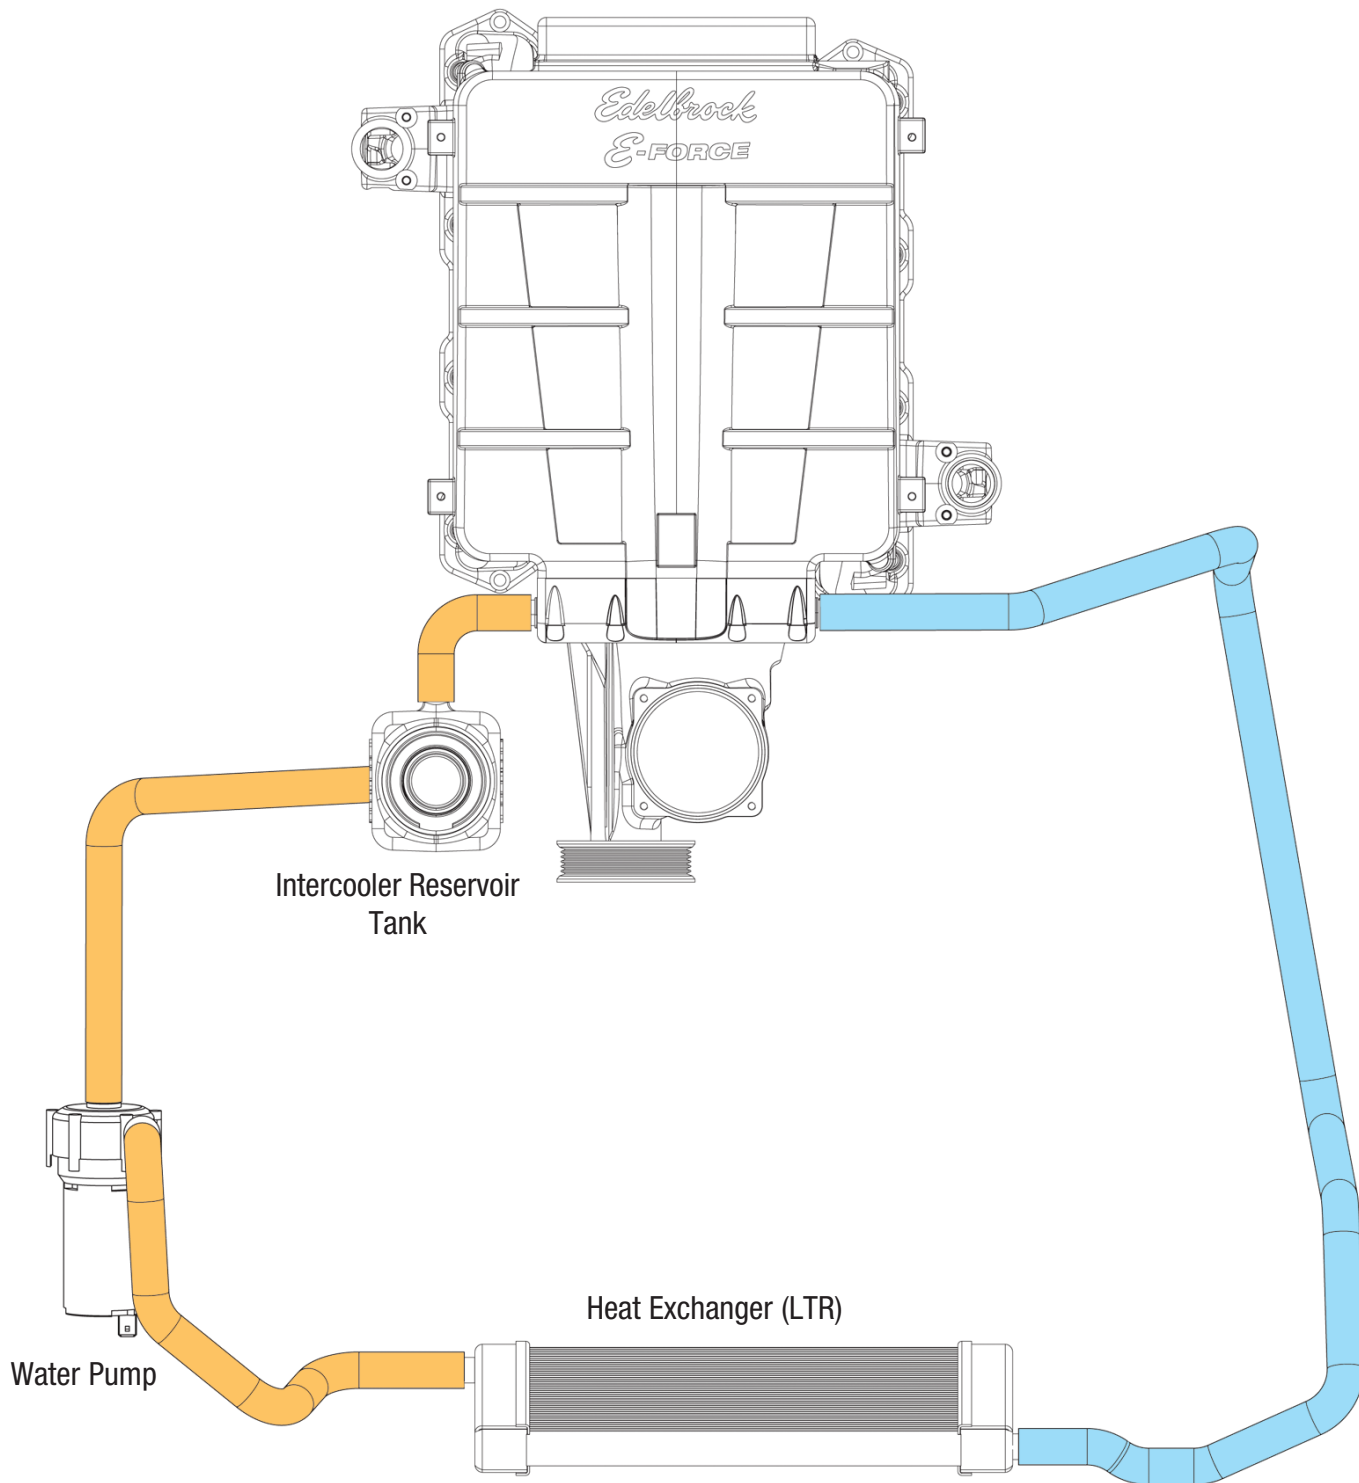 Edelbrock
E-FORCE
Intercooler Reservoir
Tank
Heat Exchanger (LTR)
Water Pump